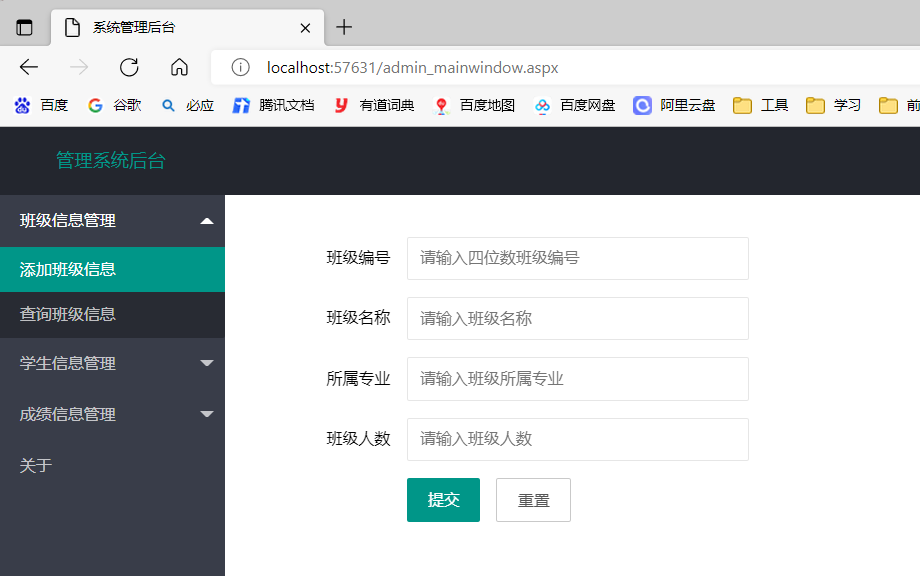 系统管理后台
localhost:57631/admin_mainwindow.aspx
百度 谷歌 必应 腾讯文档 有道词典 百度地图 百度网盘 阿里云盘 工具 学习 前
管理系统后台
班级信息管理
添加班级信息
查询班级信息
学生信息管理
成绩信息管理
关于
班级编号 请输入四位数班级编号
班级名称 请输入班级名称
所属专业 请输入班级所属专业
班级人数 请输入班级人数
提交 重置